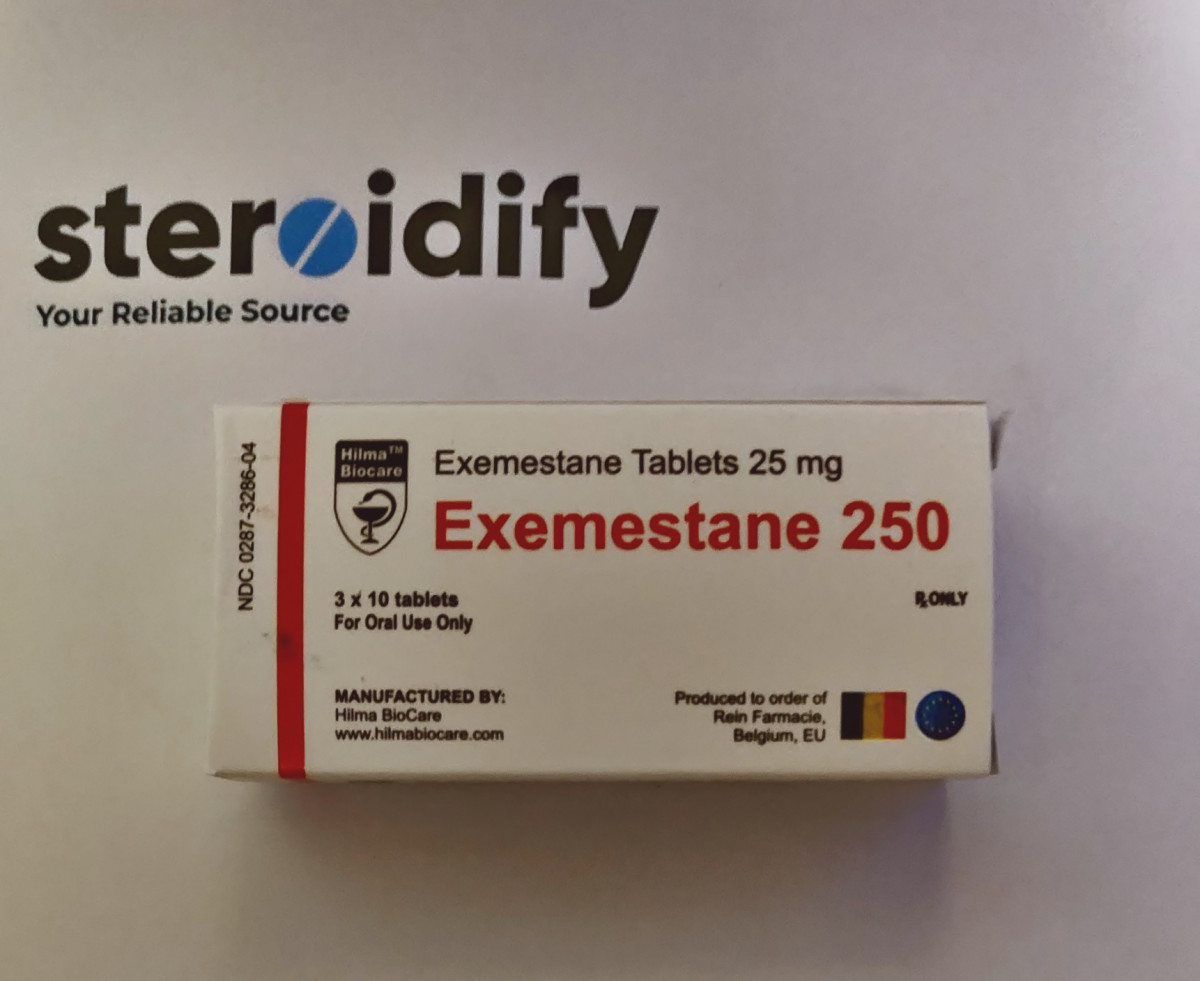 steroidify
Your Reliable Source
NDC 0287-3286-04
Hilma™
Biocare
Exemestane Tablets 25 mg
Exemestane 250
3 x 10 tablets
For Oral Use Only
℞ ONLY
MANUFACTURED BY:
Hilma BioCare
www.hilmabiocare.com
Produced to order of
Rein Farmacie,
Belgium, EU